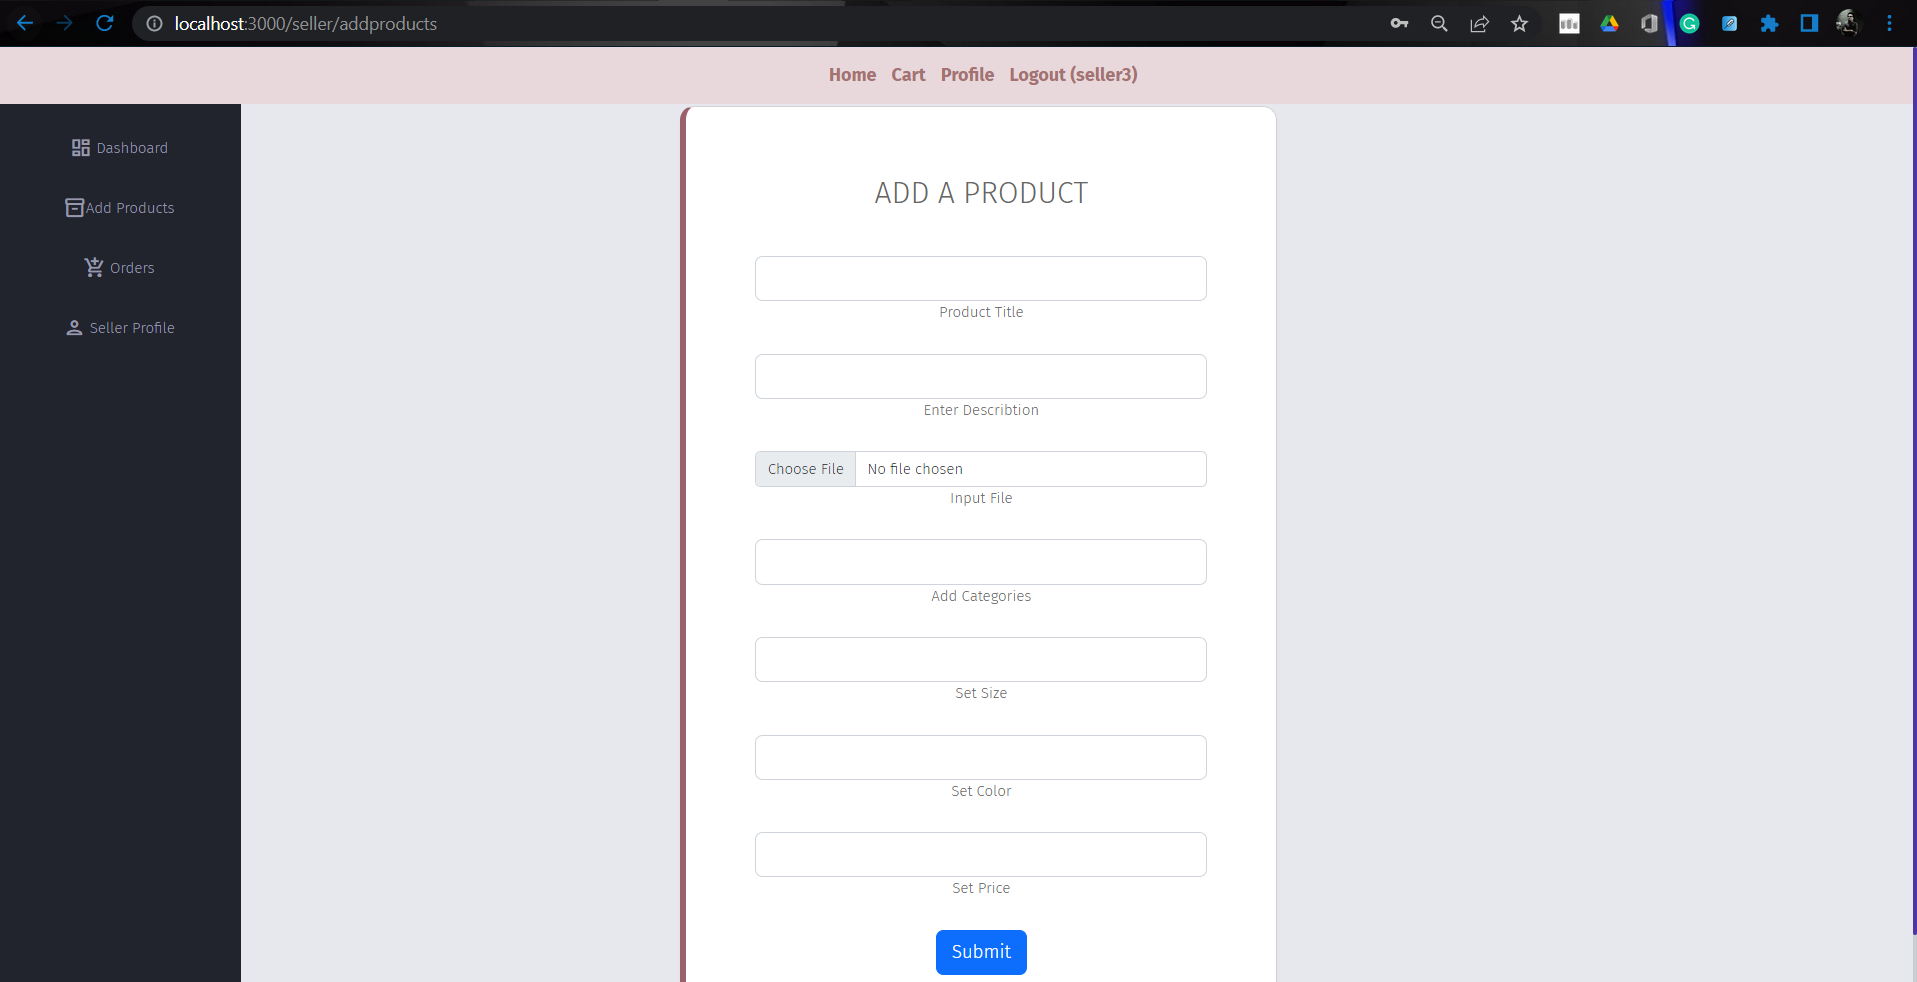 localhost:3000/seller/addproducts
Home Cart Profile Logout (seller3)
Dashboard
Add Products
Orders
Seller Profile
ADD A PRODUCT
Product Title
Enter Describtion
Choose File No file chosen
Input File
Add Categories
Set Size
Set Color
Set Price
Submit